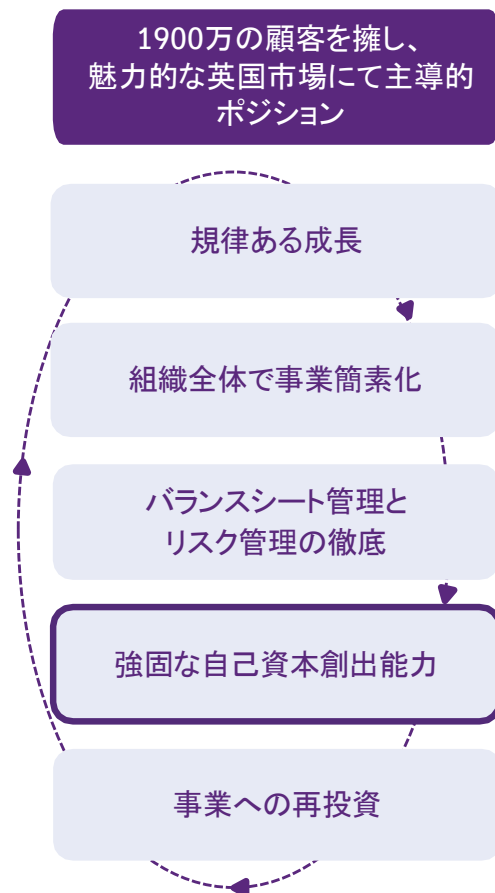 1900万の顧客を擁し、
魅力的な英国市場にて主導的
ポジション
規律ある成長
組織全体で事業簡素化
バランスシート管理と
リスク管理の徹底
強固な自己資本創出能力
事業への再投資